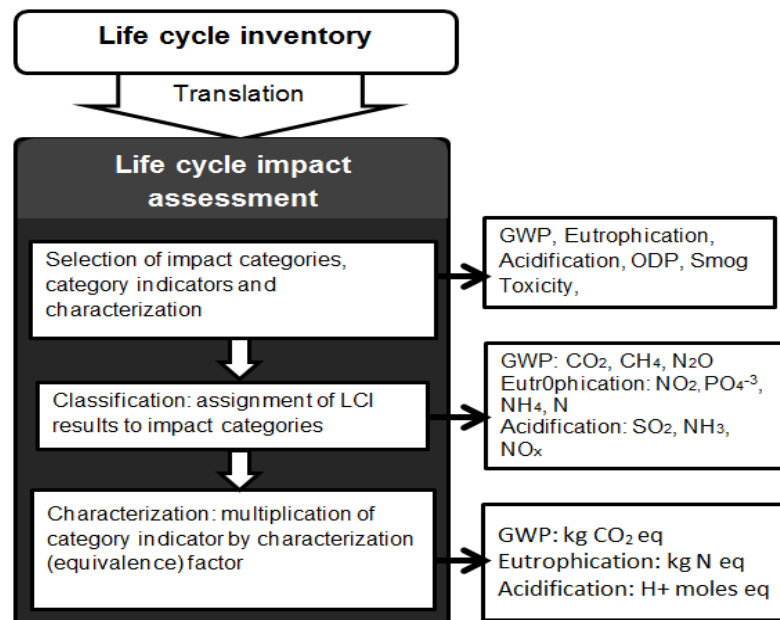 Life cycle inventory
Translation
Life cycle impact
assessment
Selection of impact categories,
category indicators and
characterization
GWP, Eutrophication,
Acidification, ODP, Smog
Toxicity,
Classification: assignment of LCI
results to impact categories
GWP: CO₂, CH₄, N₂O
Eutr0phication: NO₂, PO₄⁻³,
NH₄, N
Acidification: SO₂, NH₃,
NOₓ
Characterization: multiplication of
category indicator by characterization
(equivalence) factor
GWP: kg CO₂ eq
Eutrophication: kg N eq
Acidification: H+ moles eq